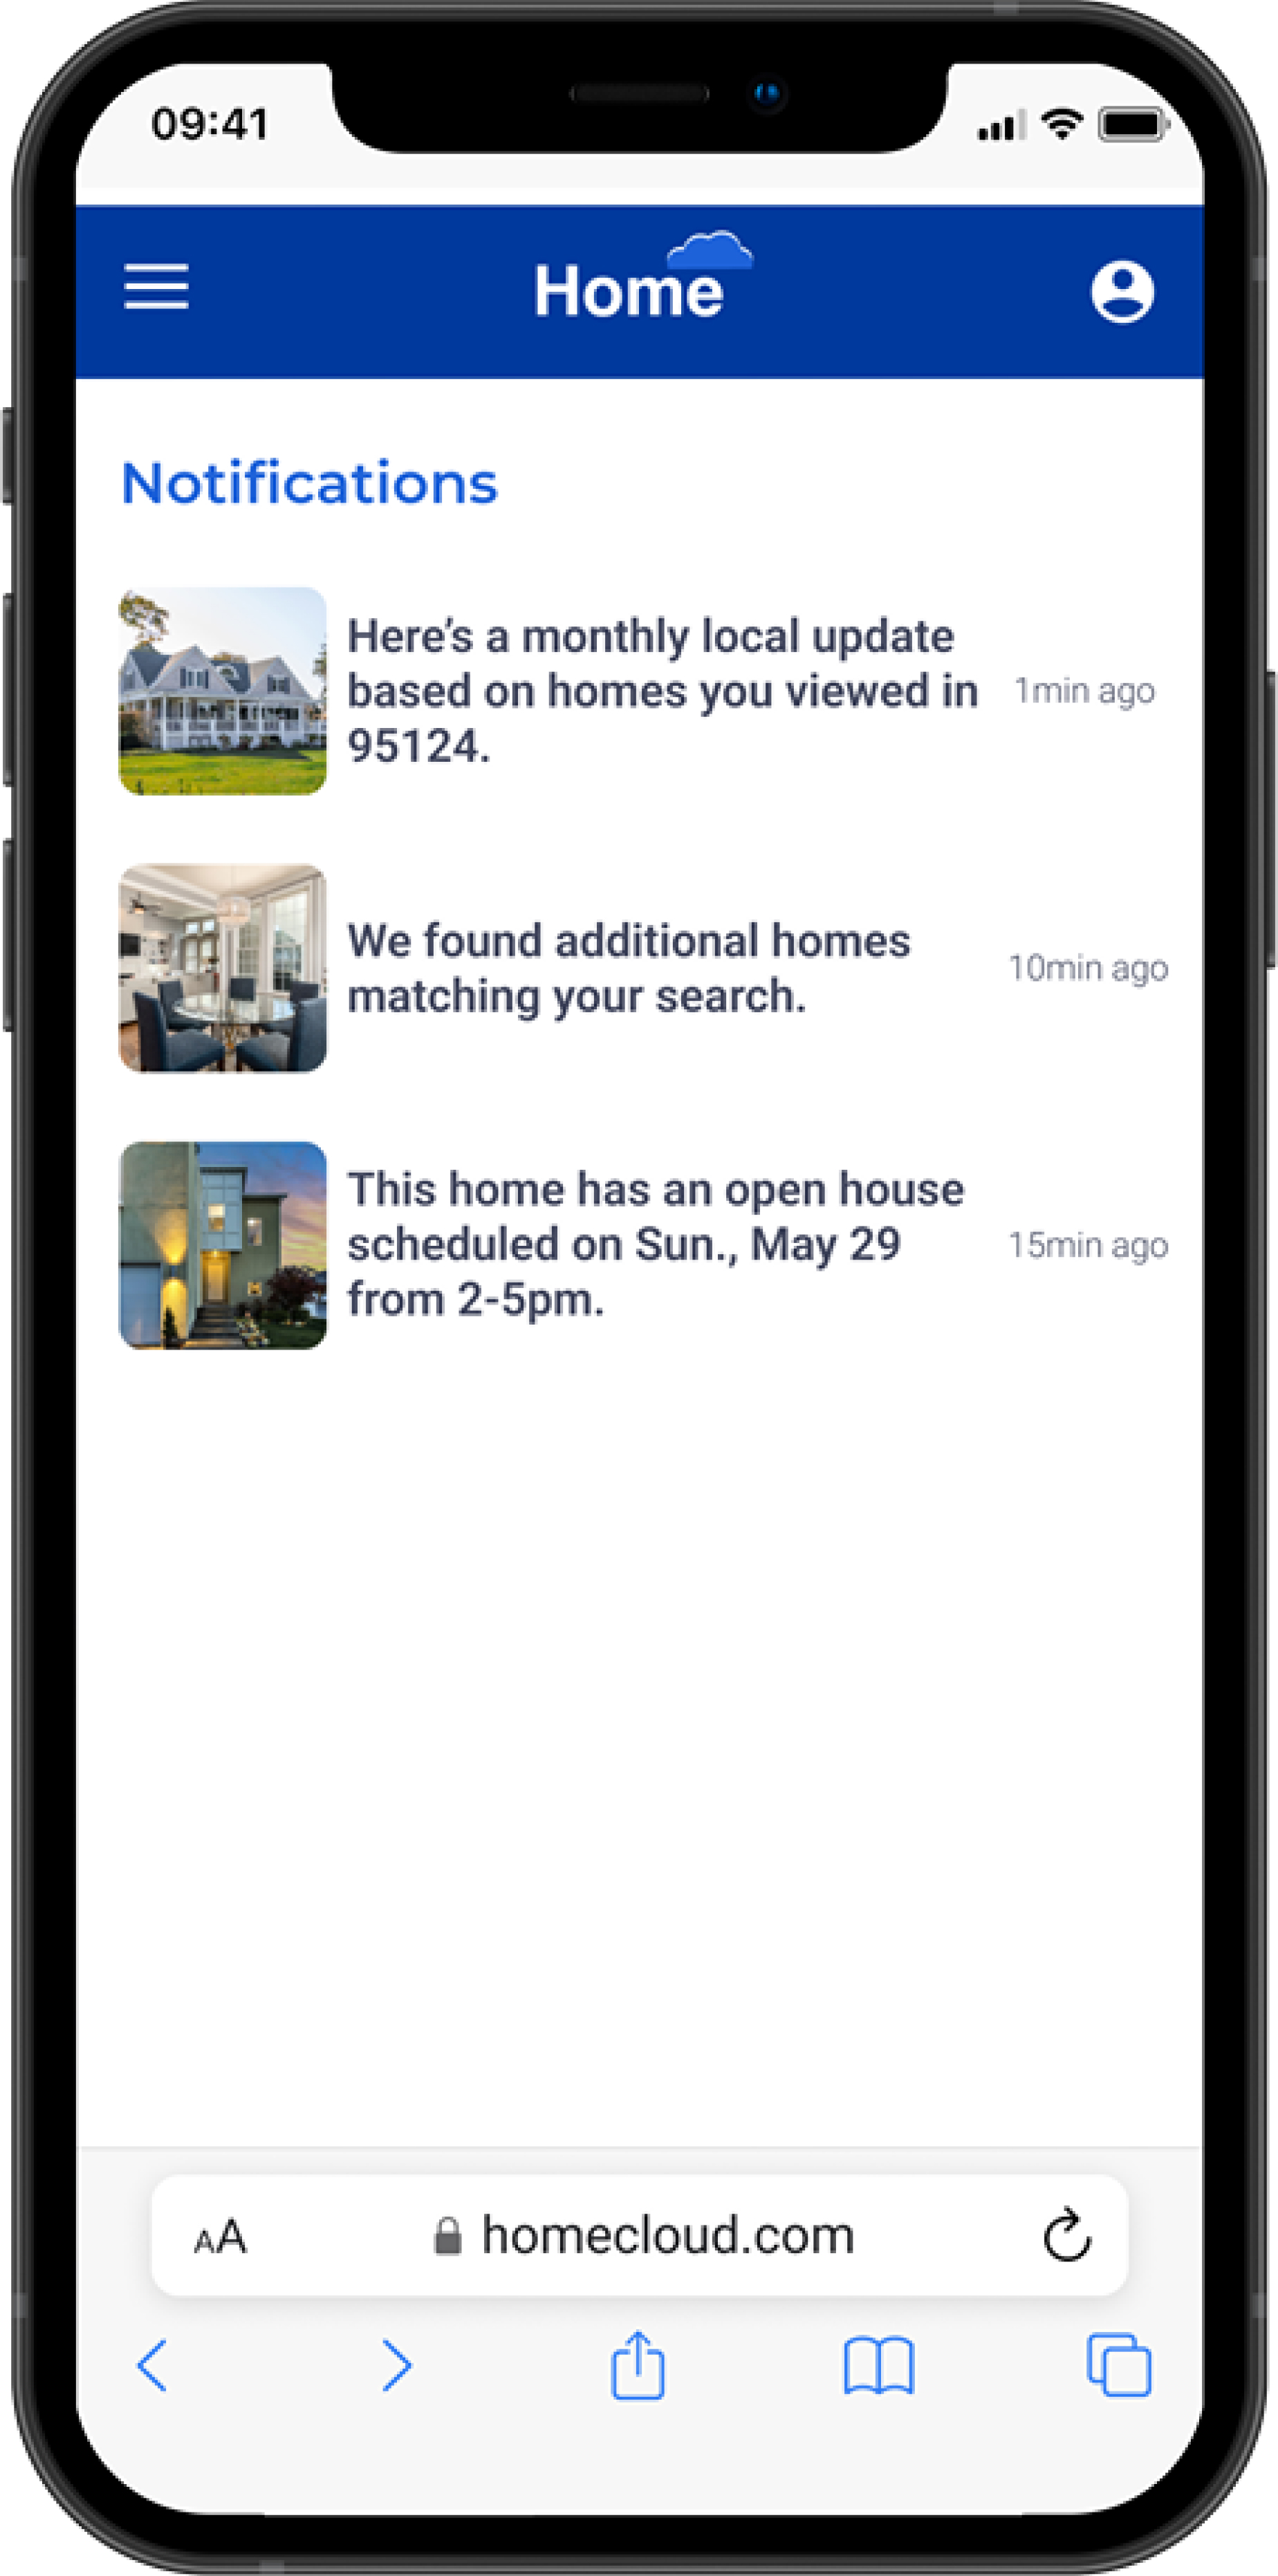 09:41
Home
Notifications
Here’s a monthly local update
based on homes you viewed in
95124.
1min ago
We found additional homes
matching your search.
10min ago
This home has an open house
scheduled on Sun., May 29
from 2-5pm.
15min ago
AA homecloud.com